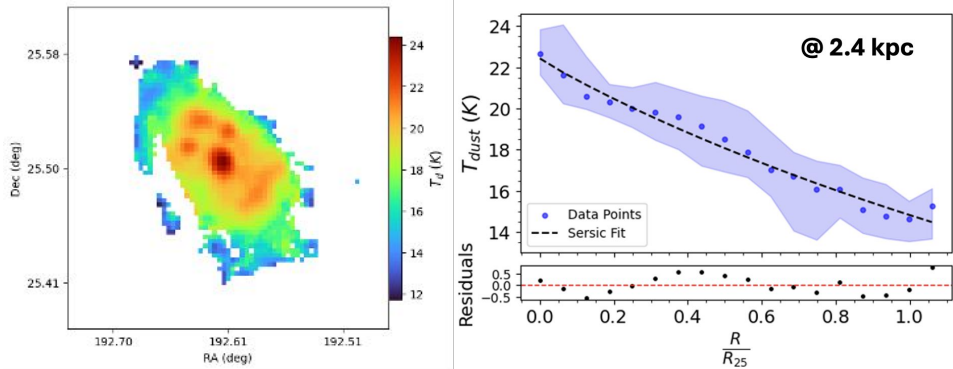 25.58
25.50
25.41
Dec (deg)
192.70
192.61
192.51
RA (deg)
24
22
20
18
16
14
12
T_d (K)
@ 2.4 kpc
24
22
20
18
16
14
T_dust (K)
Data Points
Sersic Fit
Residuals
0.5
0.0
−0.5
0.0
0.2
0.4
0.6
0.8
1.0
R
R_25